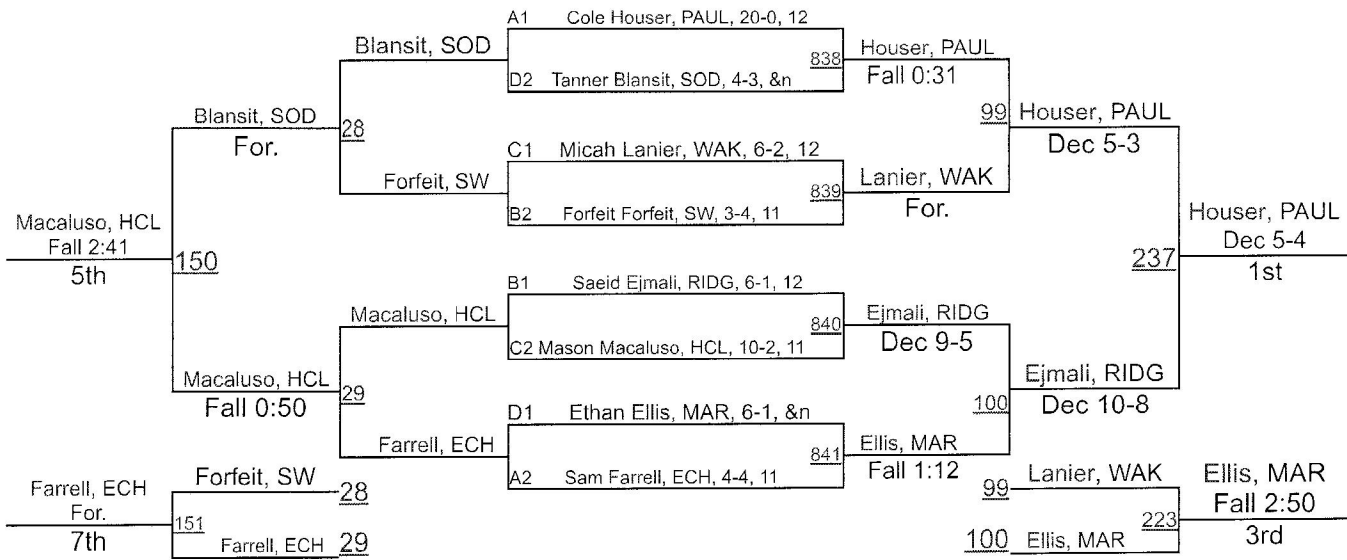 A1 Cole Houser, PAUL, 20-0, 12
Blansit, SOD
838
Houser, PAUL
Fall 0:31
D2 Tanner Blansit, SOD, 4-3, &n
Blansit, SOD
For.
28
99
Houser, PAUL
Dec 5-3
C1 Micah Lanier, WAK, 6-2, 12
Forfeit, SW
839
Lanier, WAK
For.
B2 Forfeit Forfeit, SW, 3-4, 11
Macaluso, HCL
Fall 2:41
5th
150
237
Houser, PAUL
Dec 5-4
1st
B1 Saeid Ejmali, RIDG, 6-1, 12
Macaluso, HCL
840
Ejmali, RIDG
Dec 9-5
C2 Mason Macaluso, HCL, 10-2, 11
Macaluso, HCL
Fall 0:50
29
100
Ejmali, RIDG
Dec 10-8
D1 Ethan Ellis, MAR, 6-1, &n
Farrell, ECH
841
Ellis, MAR
Fall 1:12
A2 Sam Farrell, ECH, 4-4, 11
Farrell, ECH
For.
7th
Forfeit, SW 28
151
Farrell, ECH 29
99 Lanier, WAK
223
100 Ellis, MAR
Ellis, MAR
Fall 2:50
3rd